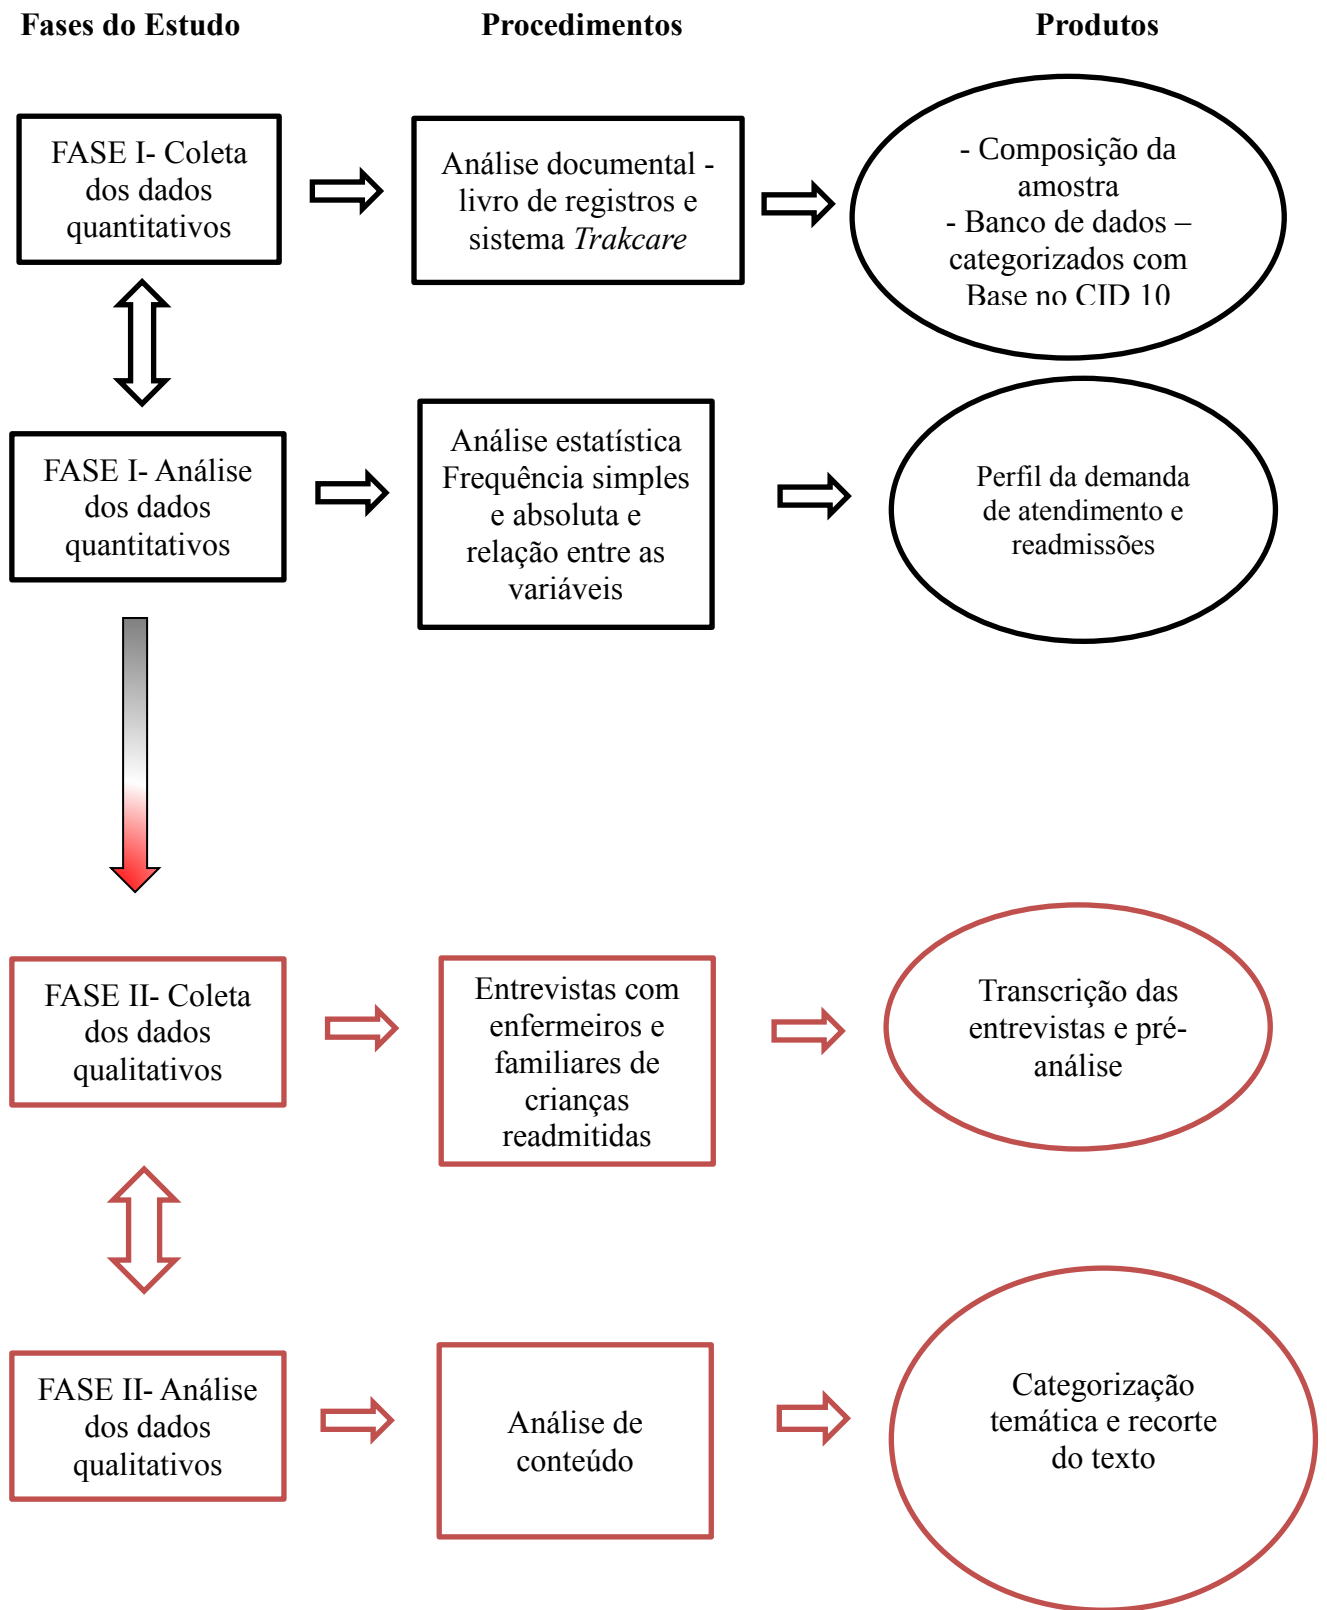 Fases do Estudo
Procedimentos
Produtos
FASE I- Coleta
dos dados
quantitativos
Análise documental -
livro de registros e
sistema Trakcare
- Composição da
amostra
- Banco de dados –
categorizados com
Base no CID 10
FASE I- Análise
dos dados
quantitativos
Análise estatística
Frequência simples
e absoluta e
relação entre as
variáveis
Perfil da demanda
de atendimento e
readmissões
FASE II- Coleta
dos dados
qualitativos
Entrevistas com
enfermeiros e
familiares de
crianças
readmitidas
Transcrição das
entrevistas e pré-
análise
FASE II- Análise
dos dados
qualitativos
Análise de
conteúdo
Categorização
temática e recorte
do texto